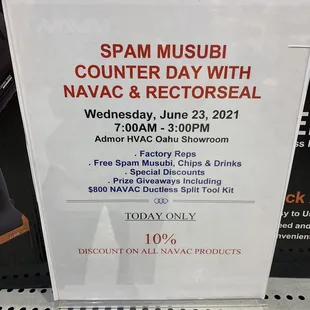 SPAM MUSUBI
COUNTER DAY WITH
NAVAC & RECTORSEAL
Wednesday, June 23, 2021
7:00AM - 3:00PM
Admor HVAC Oahu Showroom
. Factory Reps
. Free Spam Musubi, Chips & Drinks
. Special Discounts
. Prize Giveaways Including
$800 NAVAC Ductless Split Tool Kit
TODAY ONLY
10%
DISCOUNT ON ALL NAVAC PRODUCTS